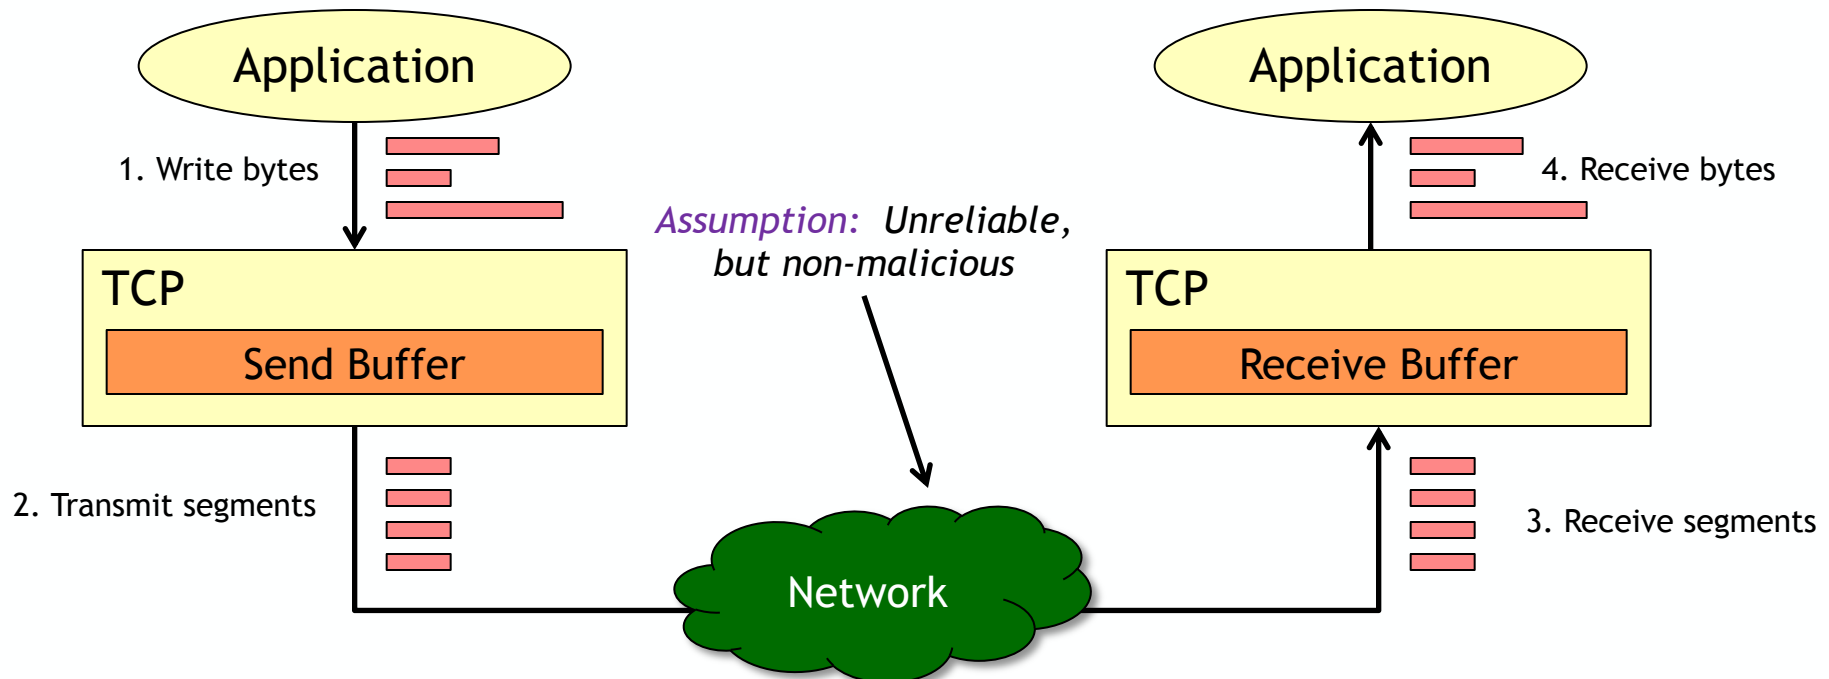 Application
Application
1. Write bytes
4. Receive bytes
Assumption: Unreliable,
but non-malicious
TCP
TCP
Send Buffer
Receive Buffer
2. Transmit segments
3. Receive segments
Network